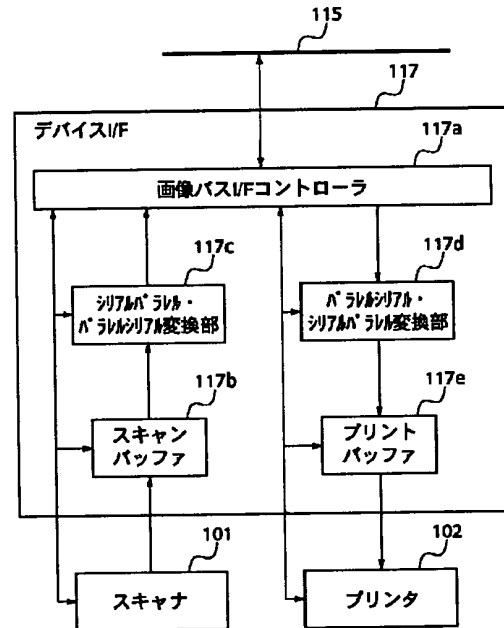 115
117
デバイスI/F
117a
画像バスI/Fコントローラ
117c
シリアルパラレル・
パラレルシリアル変換部
117d
パラレルシリアル・
シリアルパラレル変換部
117b
スキャン
バッファ
117e
プリント
バッファ
101
スキャナ
102
プリンタ